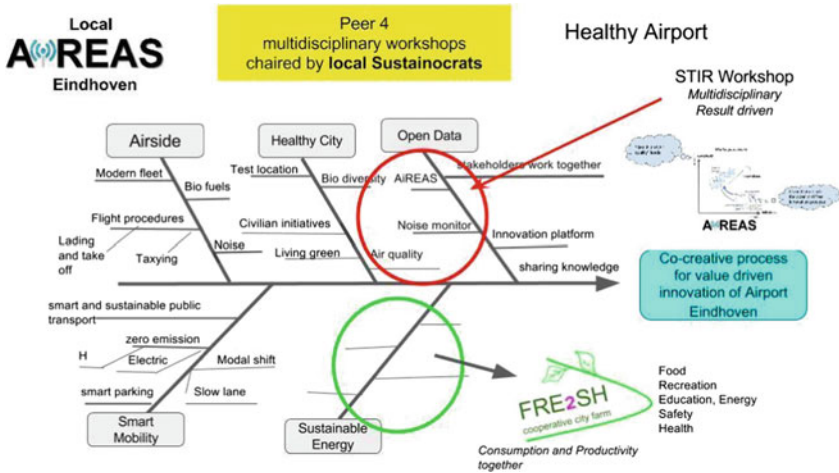 Local
AiREAS
Eindhoven
Peer 4
multidisciplinary workshops
chaired by local Sustainocrats
Healthy Airport
STIR Workshop
Multidisciplinary
Result driven
Airside
Healthy City
Open Data
Modern fleet
Bio fuels
Flight procedures
Lading and take off
Taxying
Noise
Test location
Bio diversity
Civilian initiatives
Living green
Air quality
AiREAS
stakeholders work together
Noise monitor
Innovation platform
sharing knowledge
AiREAS
Co-creative process
for value driven
innovation of Airport
Eindhoven
smart and sustainable public
transport
zero emission
H
Electric
Modal shift
smart parking
Slow lane
Smart
Mobility
Sustainable
Energy
FRE2SH
cooperative city farm
Food
Recreation
Education, Energy
Safety
Health
Consumption and Productivity
together